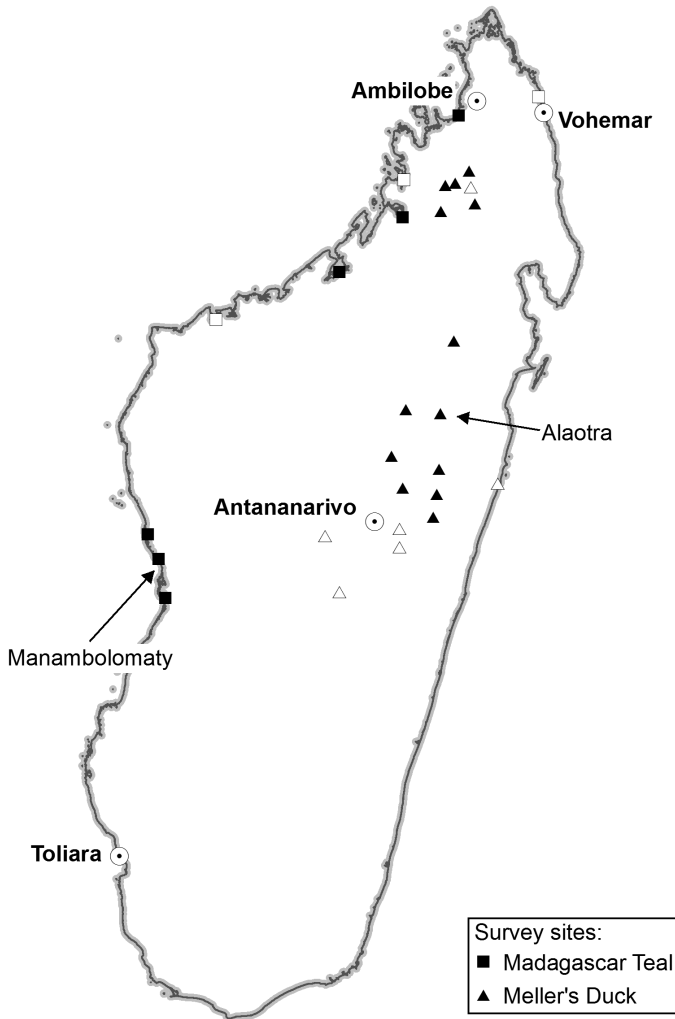 Ambilobe
Vohemar
Alaotra
Antananarivo
Manambolomaty
Toliara
Survey sites:
Madagascar Teal
Meller's Duck